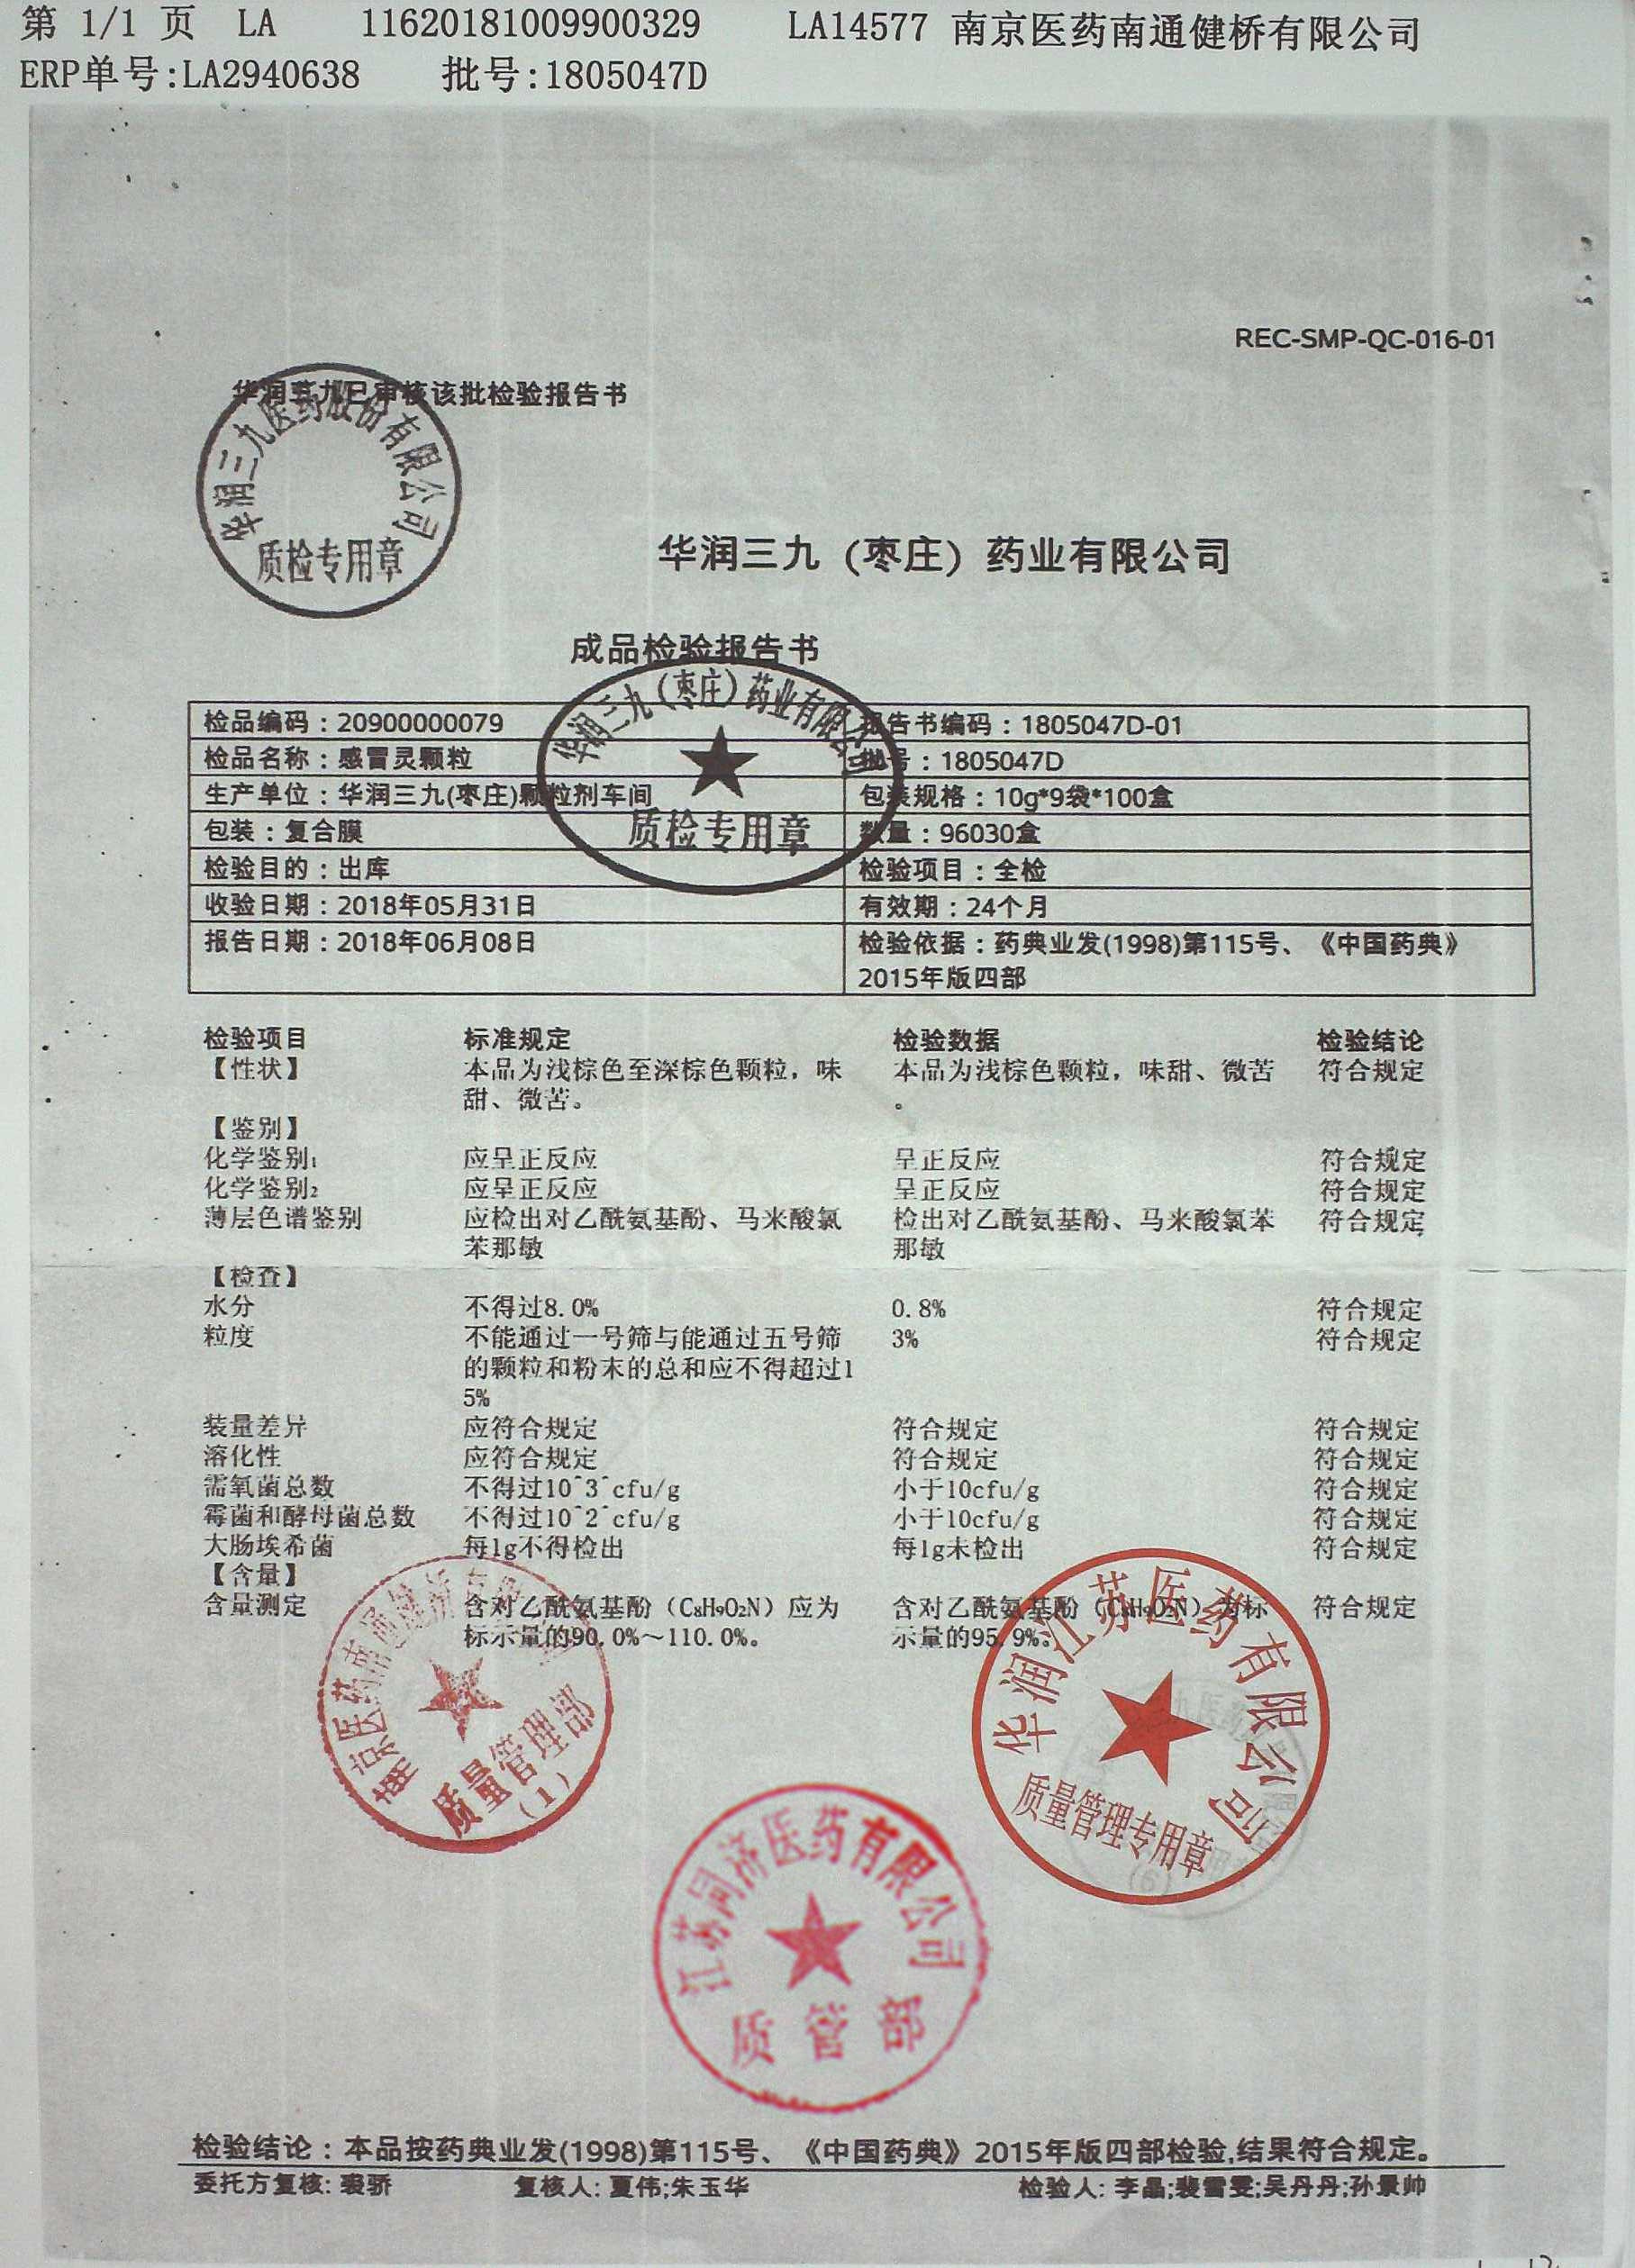 第 1/1 页 LA 11620181009900329 LA14577 南京医药南通健桥有限公司
ERP单号:LA2940638 批号:1805047D
REC-SMP-QC-016-01
华润三九已审核该批检验报告书
华润三九医药股份有限公司
质检专用章
华润三九（枣庄）药业有限公司
成品检验报告书
华润三九（枣庄）药业有限公司
质检专用章
检品编码：20900000079 报告书编码：1805047D-01
检品名称：感冒灵颗粒 批号：1805047D
生产单位：华润三九(枣庄)颗粒剂车间 包装规格：10g*9袋*100盒
包装：复合膜 数量：96030盒
检验目的：出库 检验项目：全检
收验日期：2018年05月31日 有效期：24个月
报告日期：2018年06月08日 检验依据：药典业发(1998)第115号、《中国药典》
2015年版四部
检验项目 标准规定 检验数据 检验结论
【性状】 本品为浅棕色至深棕色颗粒，味 本品为浅棕色颗粒，味甜、微苦 符合规定
甜、微苦。 。
【鉴别】
化学鉴别₁ 应呈正反应 呈正反应 符合规定
化学鉴别₂ 应呈正反应 呈正反应 符合规定
薄层色谱鉴别 应检出对乙酰氨基酚、马来酸氯 检出对乙酰氨基酚、马来酸氯苯 符合规定
苯那敏 那敏
【检查】
水分 不得过8.0% 0.8% 符合规定
粒度 不能通过一号筛与能通过五号筛 3% 符合规定
的颗粒和粉末的总和应不得超过1
5%
装量差异 应符合规定 符合规定 符合规定
溶化性 应符合规定 符合规定 符合规定
需氧菌总数 不得过10^3^cfu/g 小于10cfu/g 符合规定
霉菌和酵母菌总数 不得过10^2^cfu/g 小于10cfu/g 符合规定
大肠埃希菌 每1g不得检出 每1g未检出 符合规定
【含量】
含量测定 含对乙酰氨基酚（C₈H₉O₂N）应为 含对乙酰氨基酚（C₈H₉O₂N）为标 符合规定
标示量的90.0%～110.0%。 示量的95.9%。
南京医药南通健桥
质量管理部
(1)
华润江苏医药有限公司
质量管理专用章
(6)
江苏同济医药有限公司
质管部
检验结论：本品按药典业发(1998)第115号、《中国药典》2015年版四部检验,结果符合规定。
委托方复核: 裘骄 复核人: 夏伟;朱玉华 检验人: 李晶;裴雪雯;吴丹丹;孙景帅